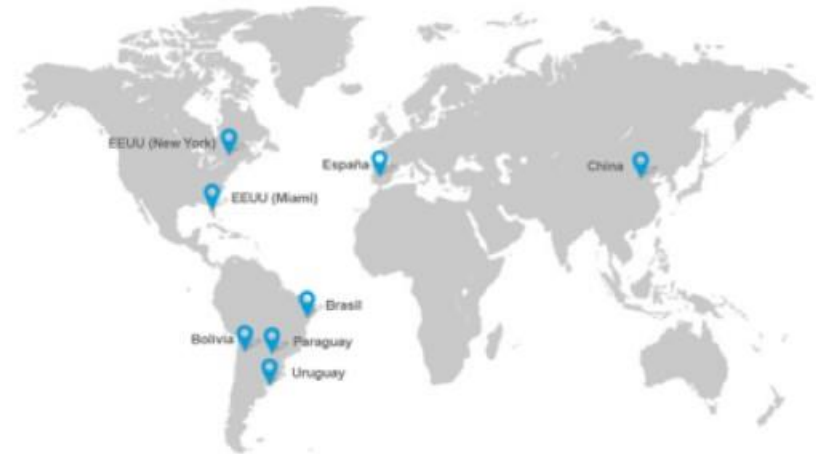 EEUU (New York)
España
China
EEUU (Miami)
Brasil
Bolivia
Paraguay
Uruguay